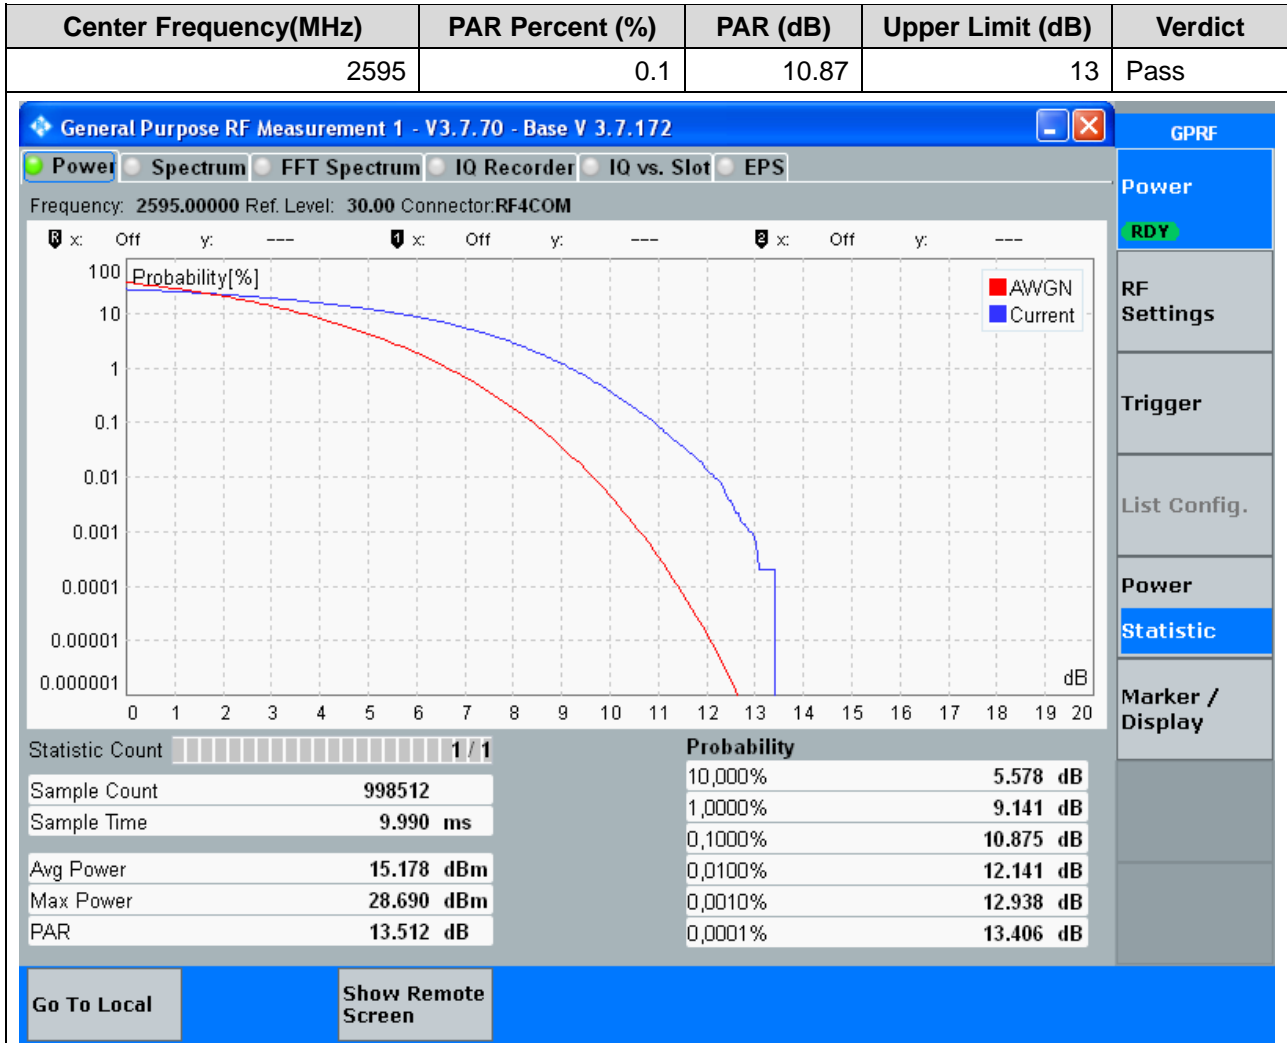 Center Frequency(MHz) PAR Percent (%) PAR (dB) Upper Limit (dB) Verdict
2595 0.1 10.87 13 Pass
General Purpose RF Measurement 1 - V3.7.70 - Base V 3.7.172
GPRF
Power Spectrum FFT Spectrum IQ Recorder IQ vs. Slot EPS
Power
RDY
Frequency: 2595.00000 Ref. Level: 30.00 Connector:RF4COM
R x: Off y: --- 1 x: Off y: --- 2 x: Off y: ---
Probability[%]
AWGN
Current
100
10
1
0.1
0.01
0.001
0.0001
0.00001
0.000001
dB
0 1 2 3 4 5 6 7 8 9 10 11 12 13 14 15 16 17 18 19 20
RF
Settings
Trigger
List Config.
Power
Statistic
Marker /
Display
Statistic Count 1 / 1
Sample Count 998512
Sample Time 9.990 ms
Avg Power 15.178 dBm
Max Power 28.690 dBm
PAR 13.512 dB
Probability
10,000% 5.578 dB
1,0000% 9.141 dB
0,1000% 10.875 dB
0,0100% 12.141 dB
0,0010% 12.938 dB
0,0001% 13.406 dB
Go To Local
Show Remote
Screen